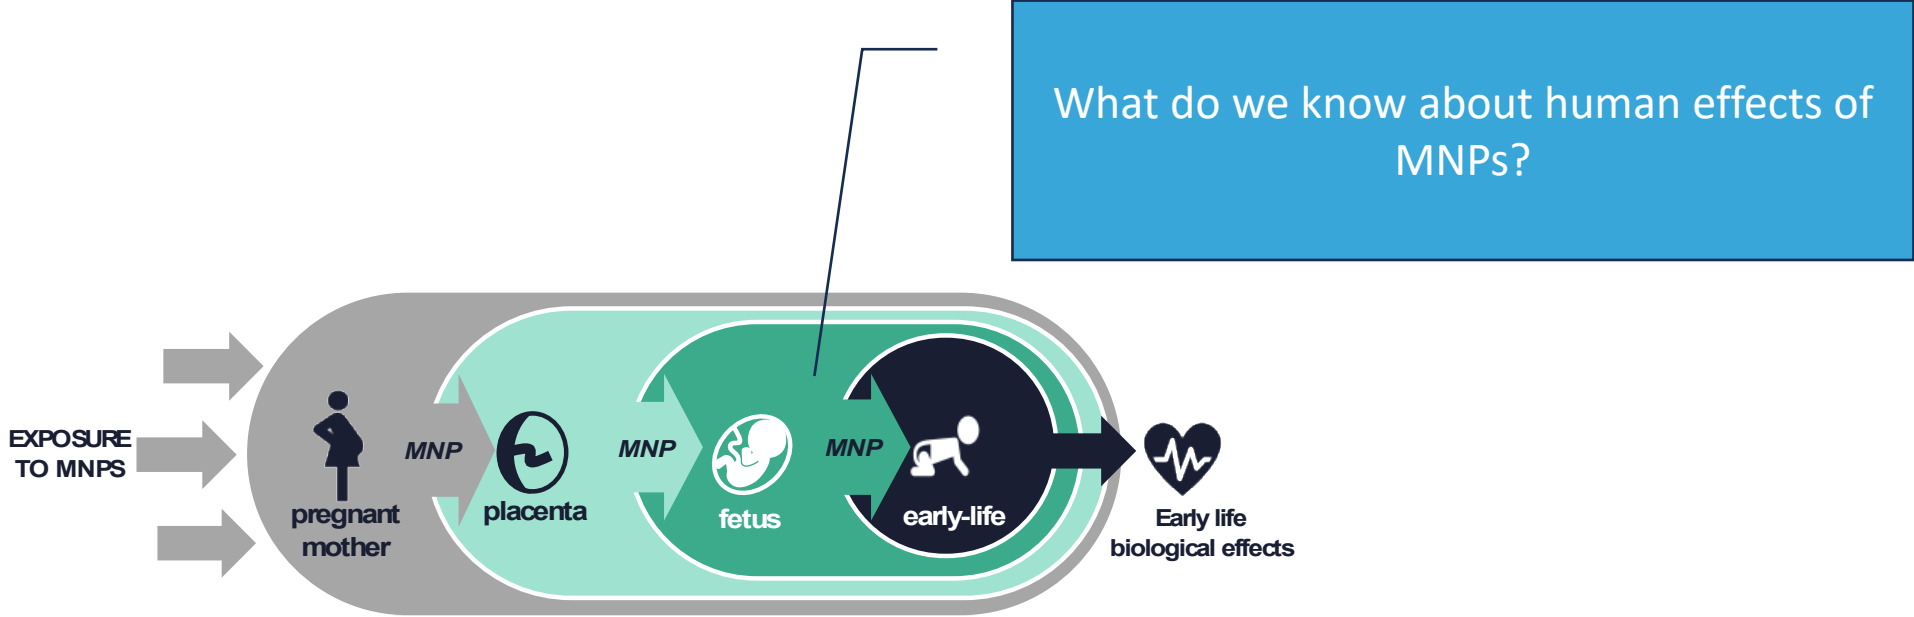 What do we know about human effects of
MNPs?
EXPOSURE
TO MNPS
MNP
MNP
MNP
pregnant
mother
placenta
fetus
early-life
Early life
biological effects